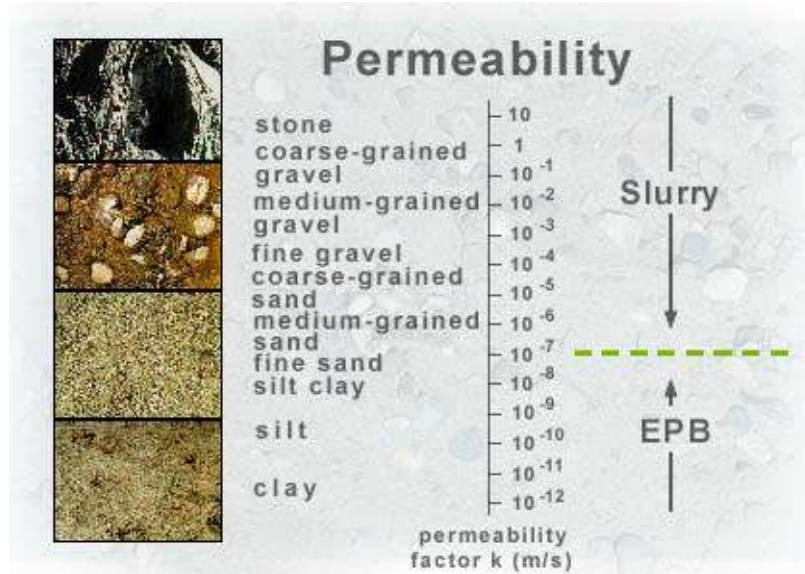 Permeability
stone
coarse-grained
gravel
medium-grained
gravel
fine gravel
coarse-grained
sand
medium-grained
sand
fine sand
silt clay
silt
clay
10
1
10⁻¹
10⁻²
10⁻³
10⁻⁴
10⁻⁵
10⁻⁶
10⁻⁷
10⁻⁸
10⁻⁹
10⁻¹⁰
10⁻¹¹
10⁻¹²
permeability
factor k (m/s)
Slurry
EPB